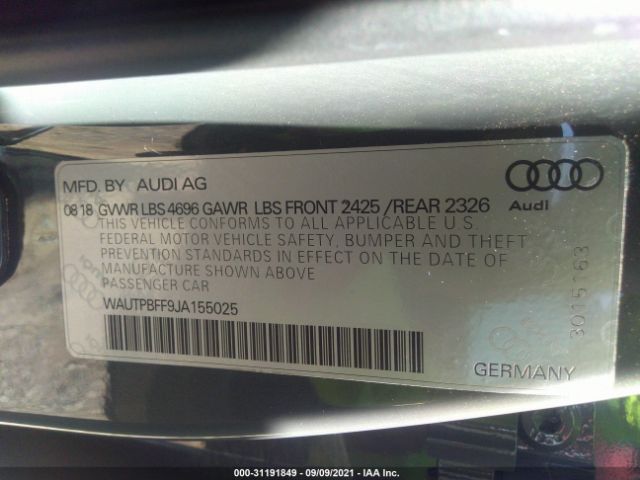 MFD. BY AUDI AG
08 18 GVWR LBS 4696 GAWR LBS FRONT 2425 /REAR 2326
THIS VEHICLE CONFORMS TO ALL APPLICABLE U.S.
FEDERAL MOTOR VEHICLE SAFETY, BUMPER AND THEFT
PREVENTION STANDARDS IN EFFECT ON THE DATE OF
MANUFACTURE SHOWN ABOVE
PASSENGER CAR
WAUTPBFF9JA155025
Audi
GERMANY
000-31191849 - 09/09/2021 - IAA Inc.